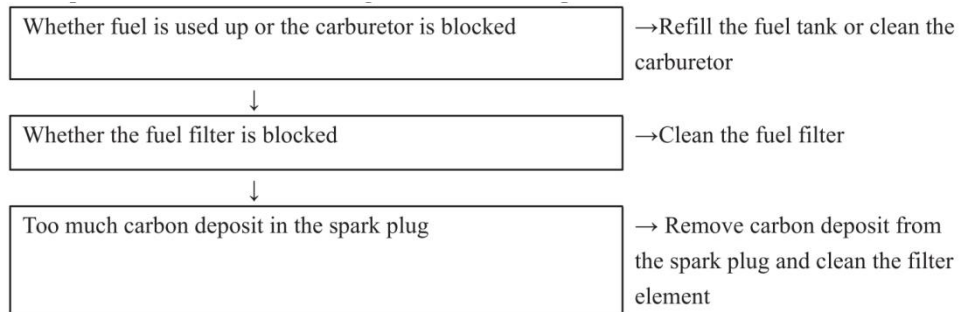 Whether fuel is used up or the carburetor is blocked
→Refill the fuel tank or clean the
carburetor
↓
Whether the fuel filter is blocked
→Clean the fuel filter
↓
Too much carbon deposit in the spark plug
→ Remove carbon deposit from
the spark plug and clean the filter
element